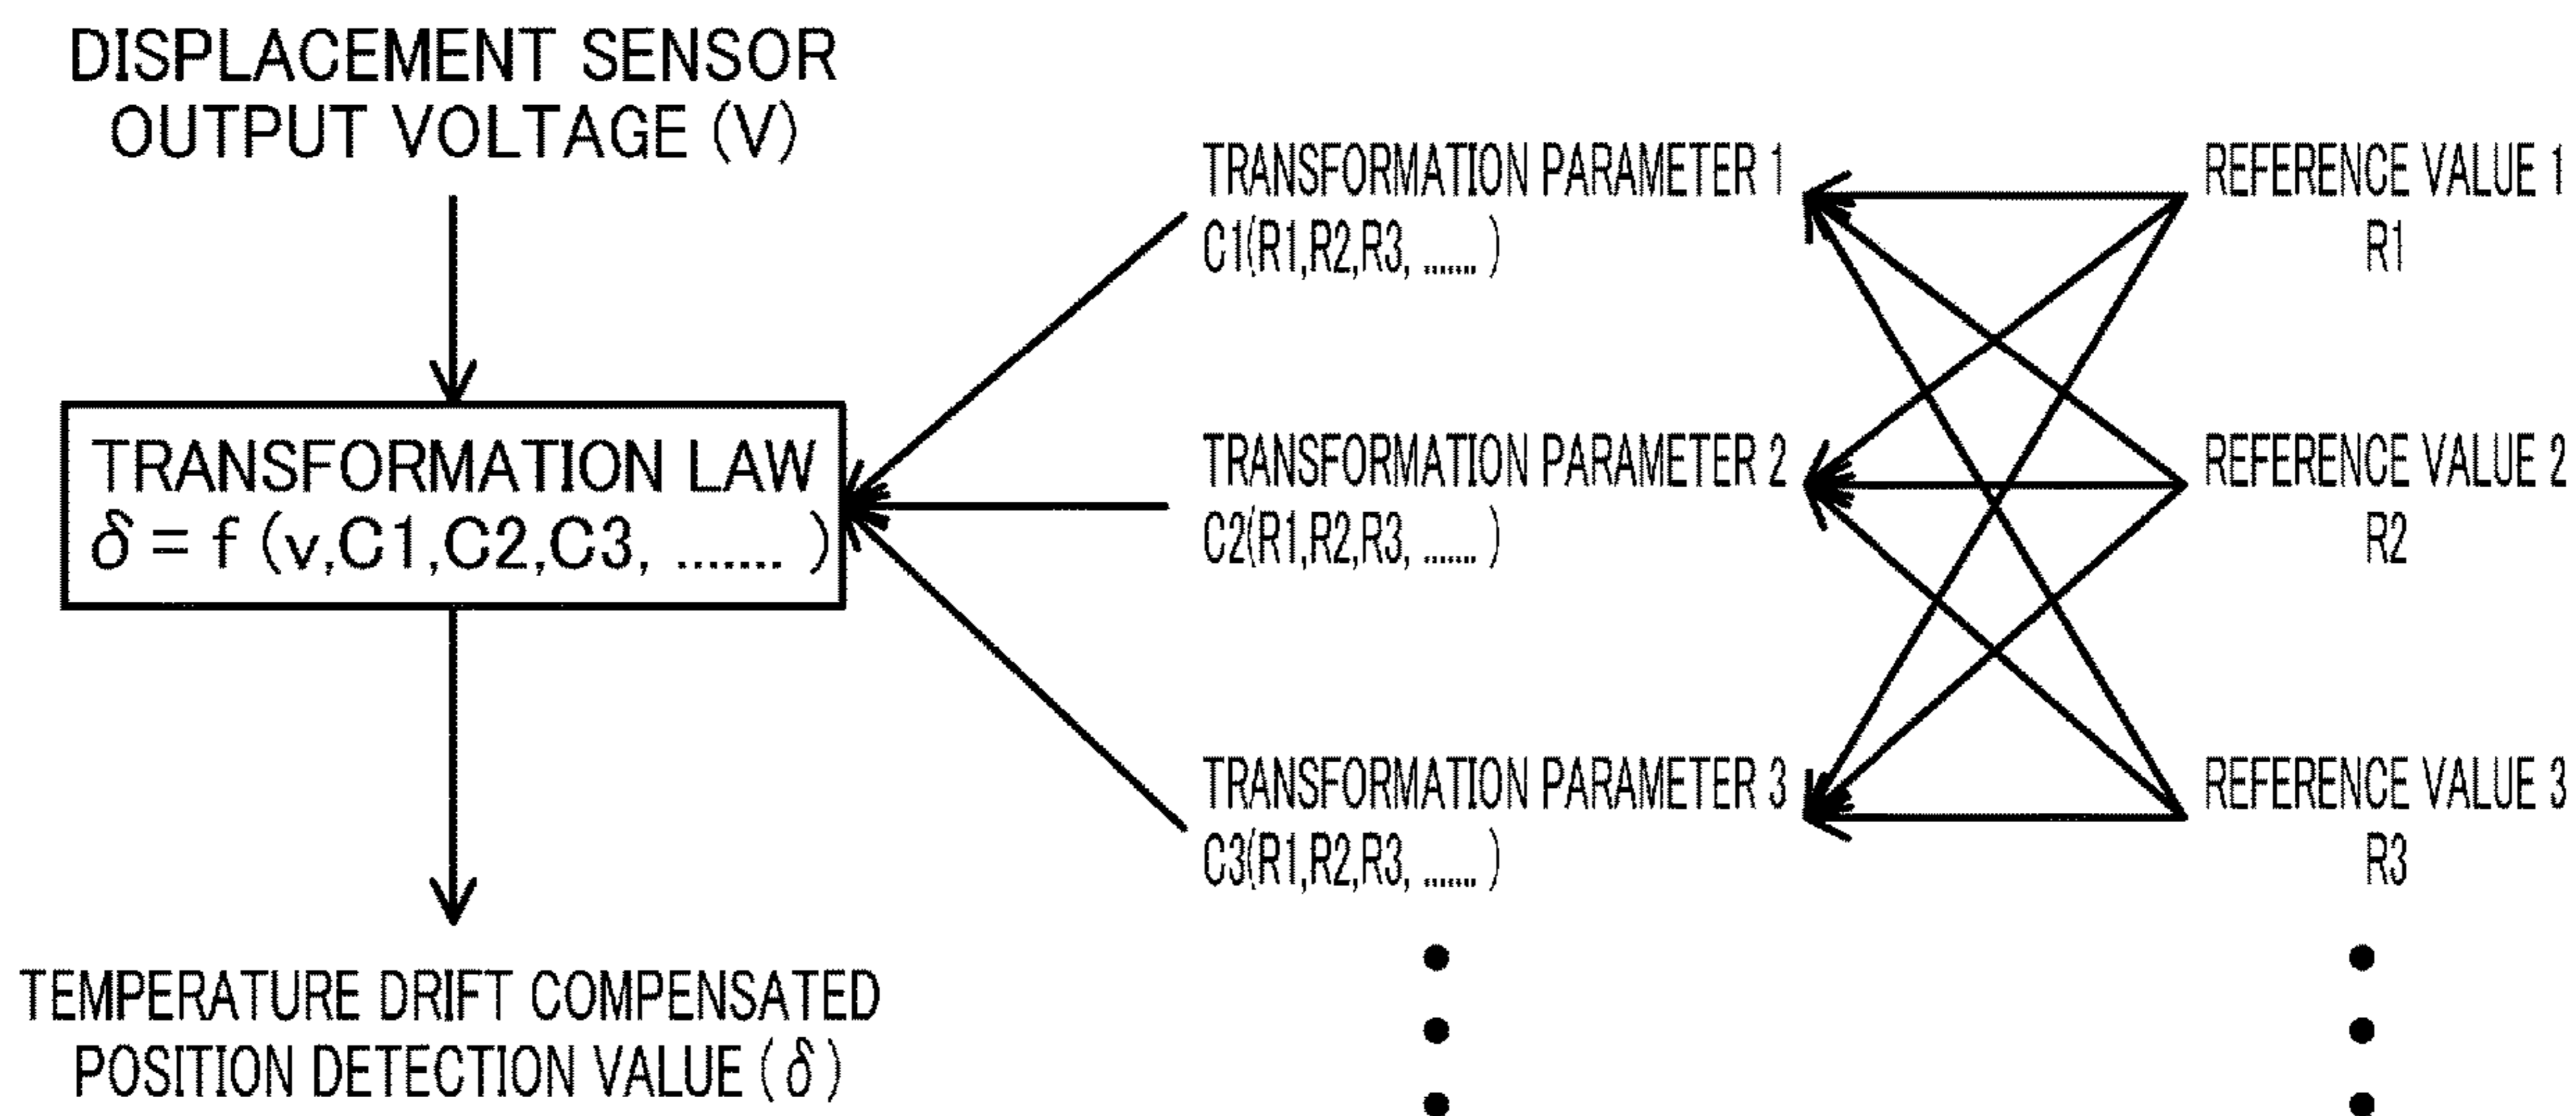 DISPLACEMENT SENSOR
OUTPUT VOLTAGE (V)
TRANSFORMATION LAW
δ = f (v,C1,C2,C3, ....... )
TEMPERATURE DRIFT COMPENSATED
POSITION DETECTION VALUE ( δ )
TRANSFORMATION PARAMETER 1
C1(R1,R2,R3, ....... )
TRANSFORMATION PARAMETER 2
C2(R1,R2,R3, ....... )
TRANSFORMATION PARAMETER 3
C3(R1,R2,R3, ....... )
REFERENCE VALUE 1
R1
REFERENCE VALUE 2
R2
REFERENCE VALUE 3
R3